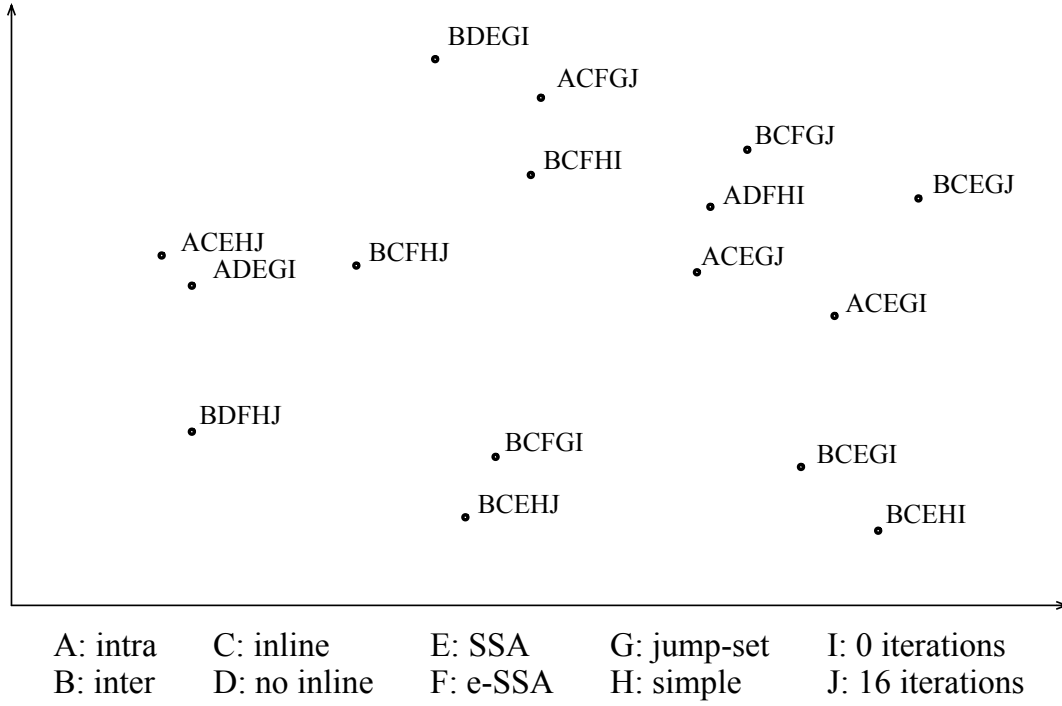 BDEGI
ACFGJ
BCFGJ
BCFHI
BCEGJ
ADFHI
ACEHJ
BCFHJ
ACEGJ
ADEGI
ACEGI
BDFHJ
BCFGI
BCEGI
BCEHJ
BCEHI
A: intra C: inline E: SSA G: jump-set I: 0 iterations
B: inter D: no inline F: e-SSA H: simple J: 16 iterations